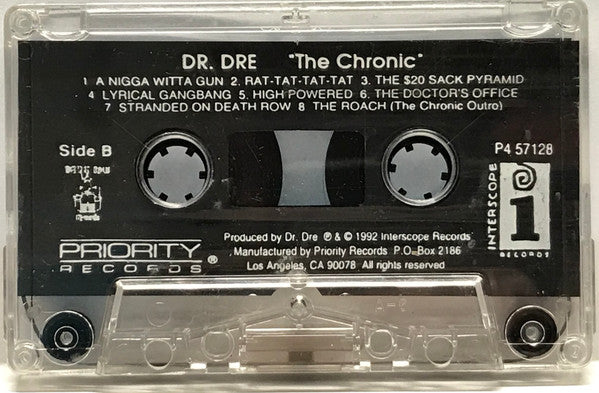 DR. DRE "The Chronic"
1 A NIGGA WITTA GUN 2. RAT-TAT-TAT-TAT 3. THE $20 SACK PYRAMID
4 LYRICAL GANGBANG 5. HIGH POWERED 6. THE DOCTOR'S OFFICE
7 STRANDED ON DEATH ROW 8 THE ROACH (The Chronic Outro)
Side B
P4 57128
Records
INTERSCOPE
i
RECORDS
PRIORITY
RECORDS®
Produced by Dr. Dre ℗ & © 1992 Interscope Records
Manufactured by Priority Records P.O. Box 2186
Los Angeles, CA 90078 All rights reserved